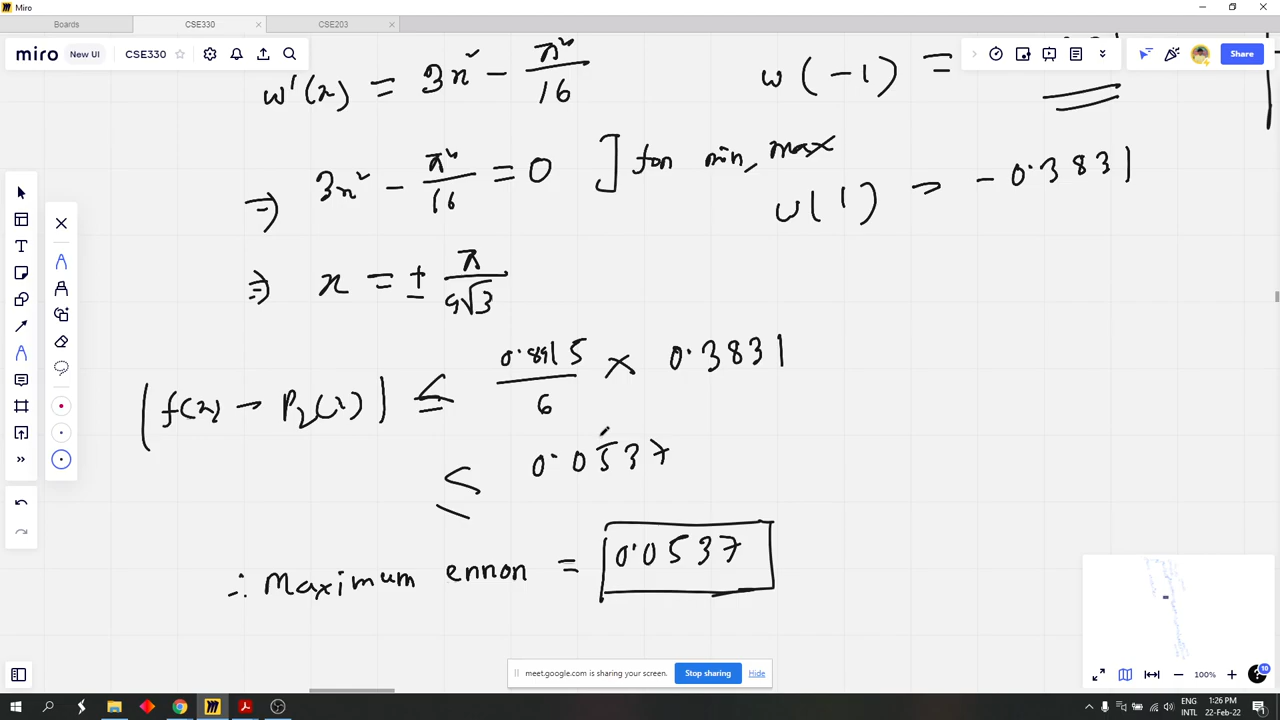 Miro
Boards
CSE330
CSE203
miro New UI CSE330
Share
w'(x) = 3x² - π²/16
w(-1) =
⇒ 3x² - π²/16 = 0 ] for min, max
w(1) = -0.3831
⇒ x = ± π/4√3
|f(x) - P₂(x)| ≤ 0.8415/6 × 0.3831
≤ 0.0537
∴ Maximum error = 0.0537
meet.google.com is sharing your screen. Stop sharing Hide
100%
10
ENG
INTL
1:26 PM
22-Feb-22